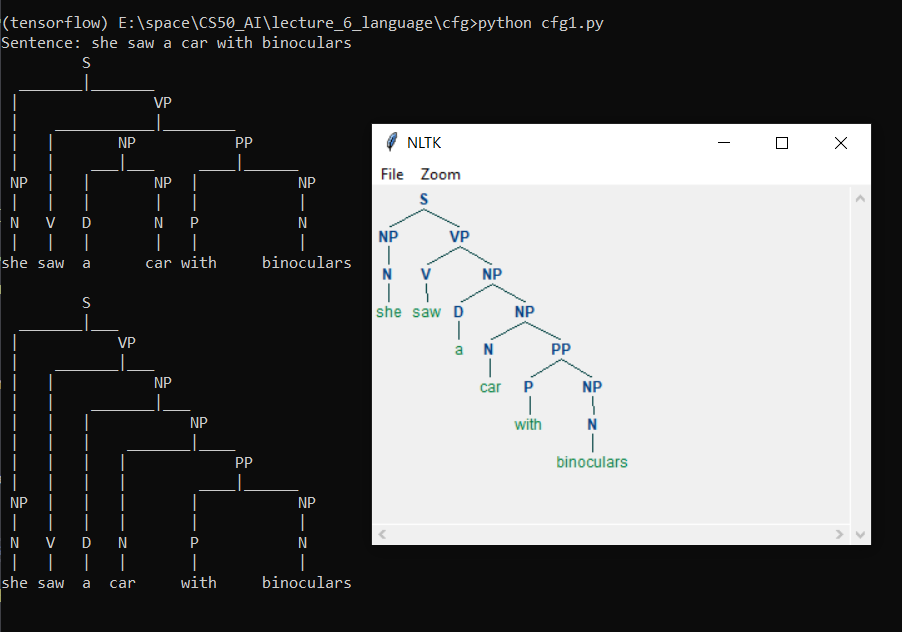 (tensorflow) E:\space\CS50_AI\lecture_6_language\cfg>python cfg1.py
Sentence: she saw a car with binoculars
S
VP
NP PP
NP NP NP
N V D N P N
she saw a car with binoculars
S
VP
NP
NP
PP
NP NP
N V D N P N
she saw a car with binoculars
NLTK
File Zoom
S
NP VP
N V NP
she saw D NP
a N PP
car P NP
with N
binoculars